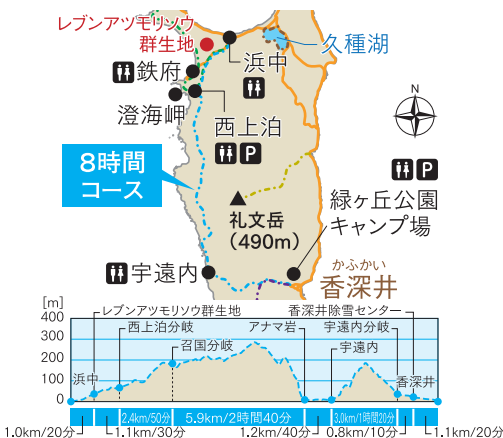 レブンアツモリソウ
群生地
久種湖
浜中
鉄府
澄海岬
西上泊
P
N
8時間
コース
P
礼文岳
(490m)
緑ヶ丘公園
キャンプ場
かふかい
香深井
宇遠内
[m]
400
300
200
100
0
レブンアツモリソウ群生地
香深井除雪センター
西上泊分岐
アナマ岩
宇遠内分岐
召国分岐
宇遠内
浜中
香深井
2.4km/50分
5.9km/2時間40分
3.0km/1時間20分
1.0km/20分
1.1km/30分
1.2km/40分
0.8km/10分
1.1km/20分